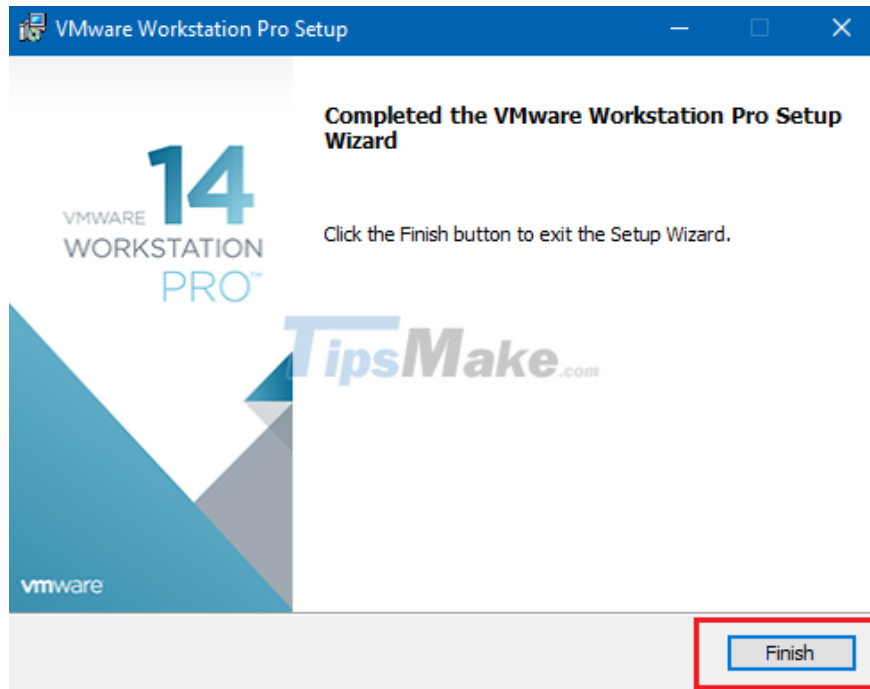 VMware Workstation Pro Setup
Completed the VMware Workstation Pro Setup
Wizard
14
VMWARE
WORKSTATION
PRO™
Click the Finish button to exit the Setup Wizard.
TipsMake.com
vmware
Finish